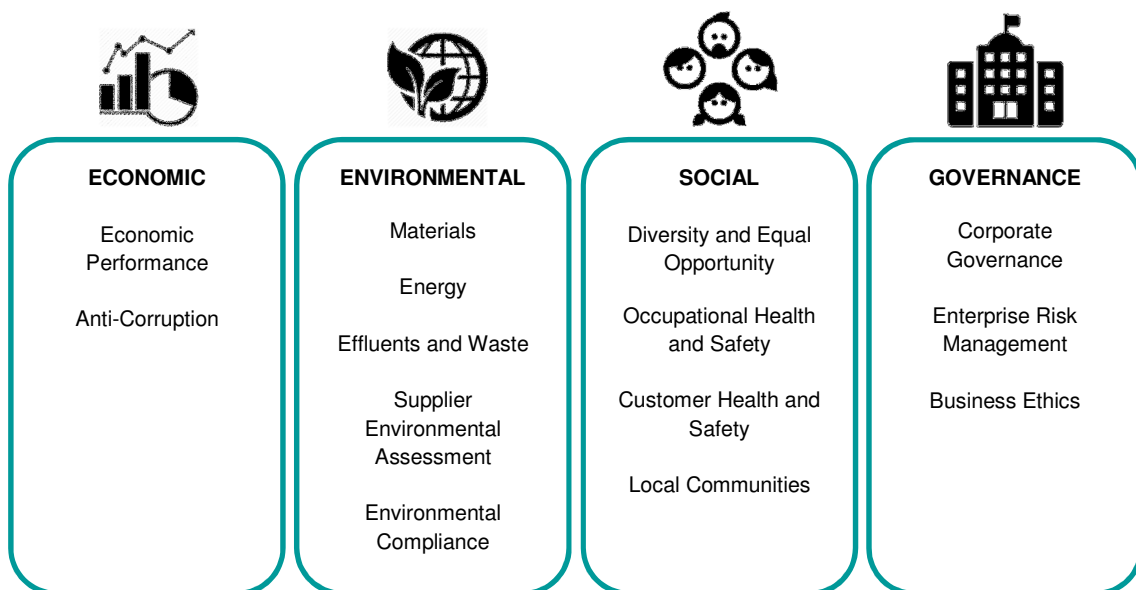 ECONOMIC
Economic
Performance
Anti-Corruption
ENVIRONMENTAL
Materials
Energy
Effluents and Waste
Supplier
Environmental
Assessment
Environmental
Compliance
SOCIAL
Diversity and Equal
Opportunity
Occupational Health
and Safety
Customer Health and
Safety
Local Communities
GOVERNANCE
Corporate
Governance
Enterprise Risk
Management
Business Ethics